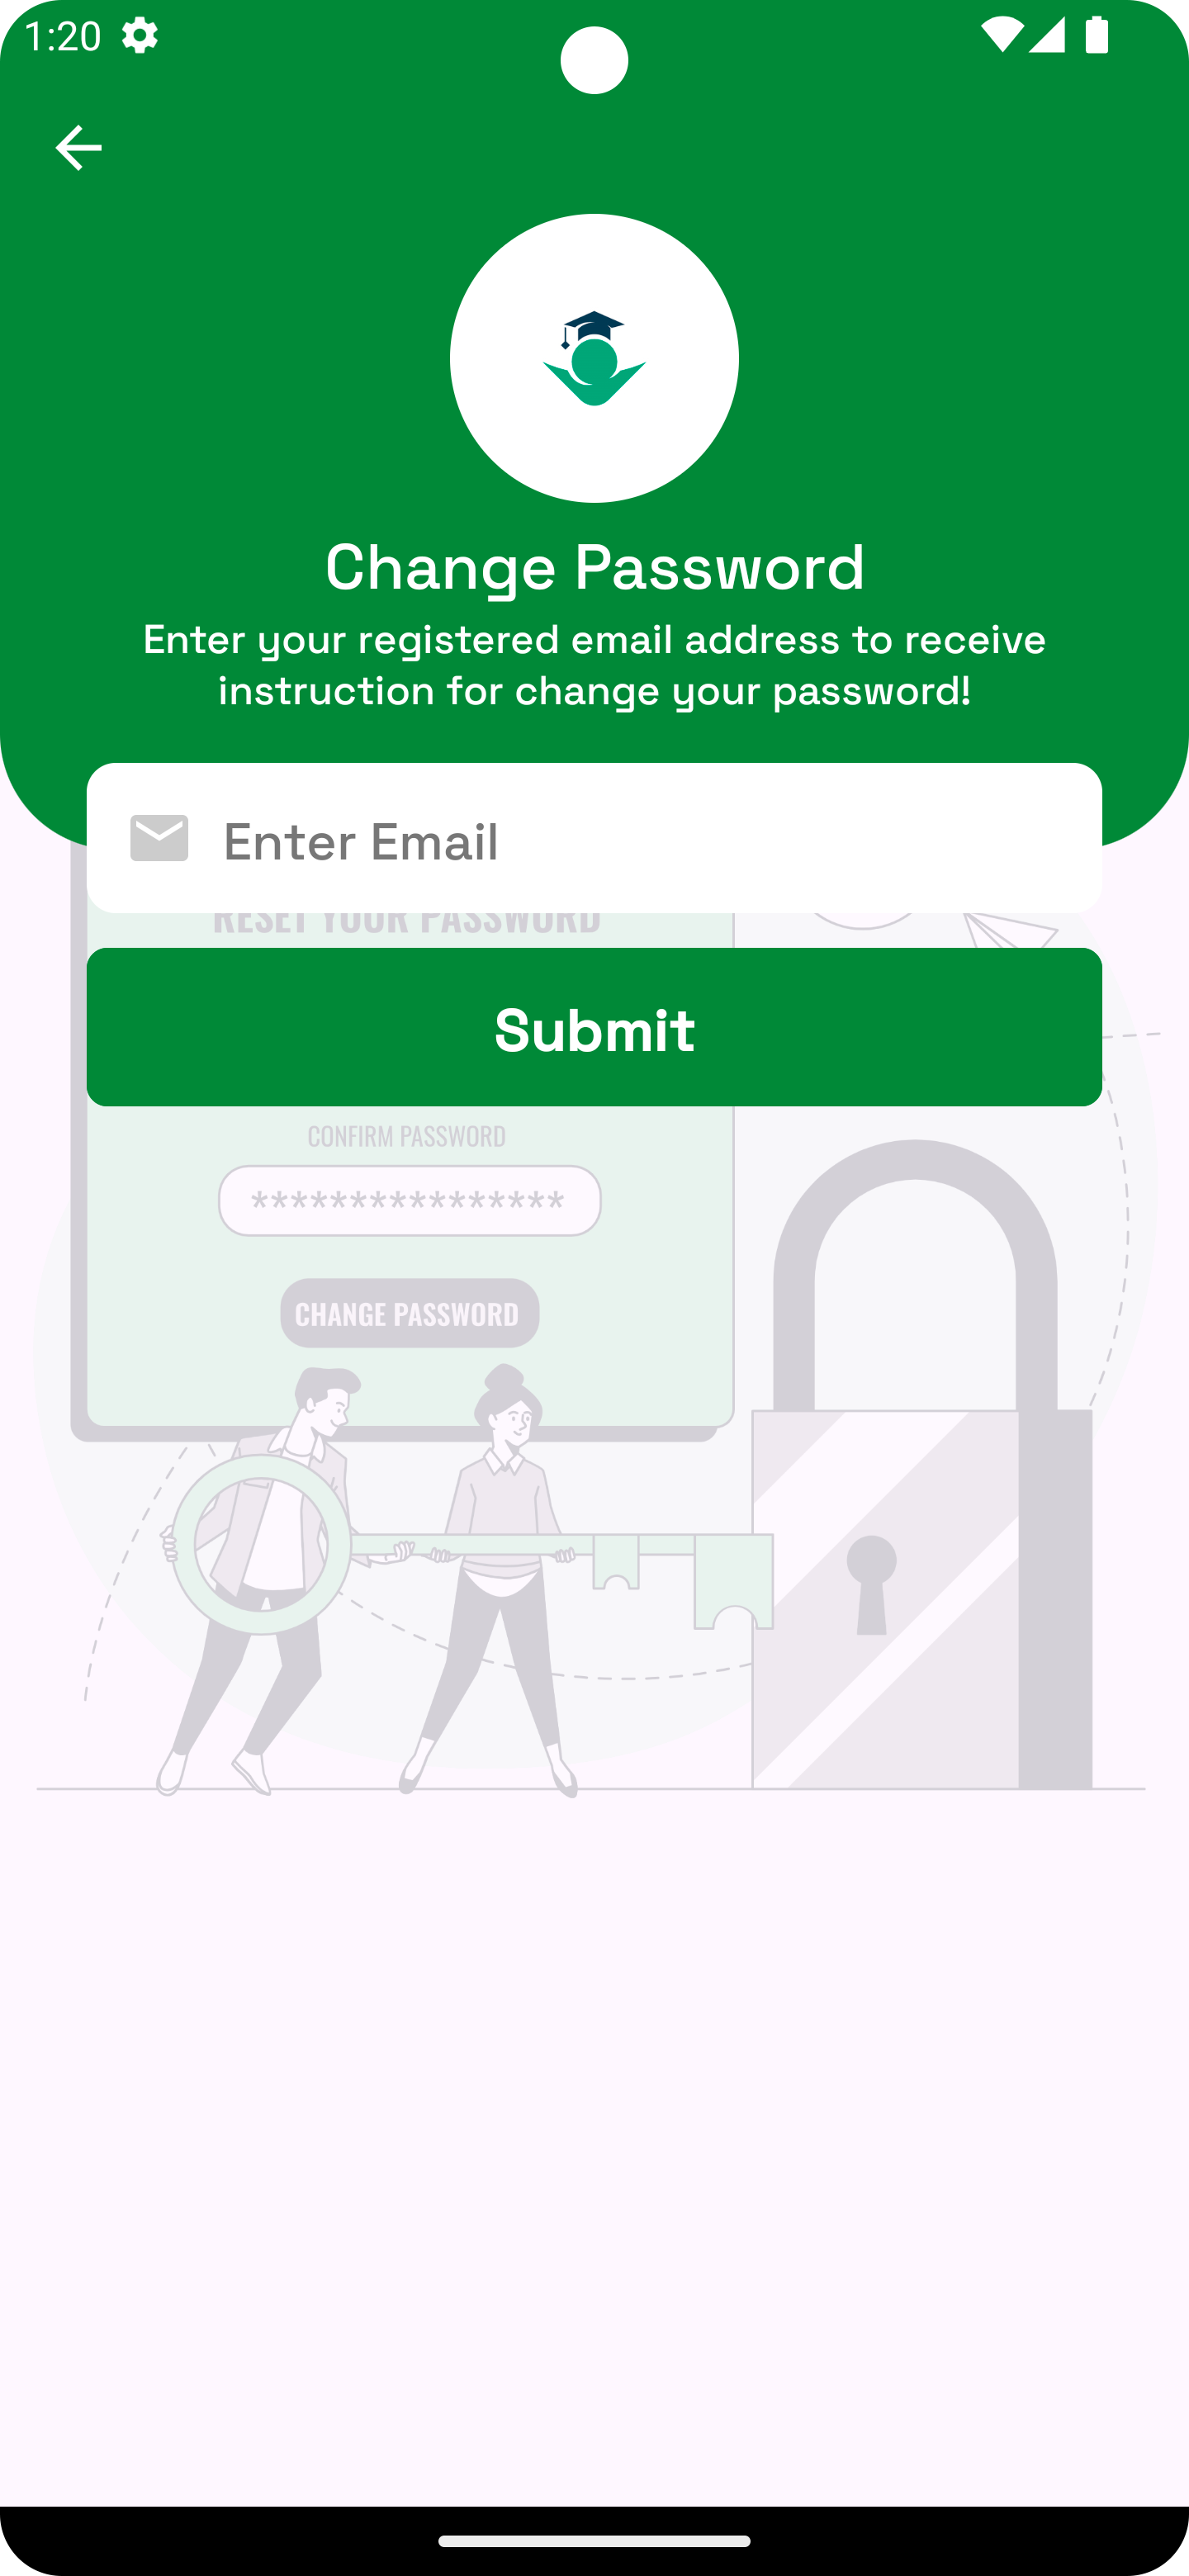 1:20
Change Password
Enter your registered email address to receive
instruction for change your password!
Enter Email
RESET YOUR PASSWORD
Submit
CONFIRM PASSWORD
****************
CHANGE PASSWORD